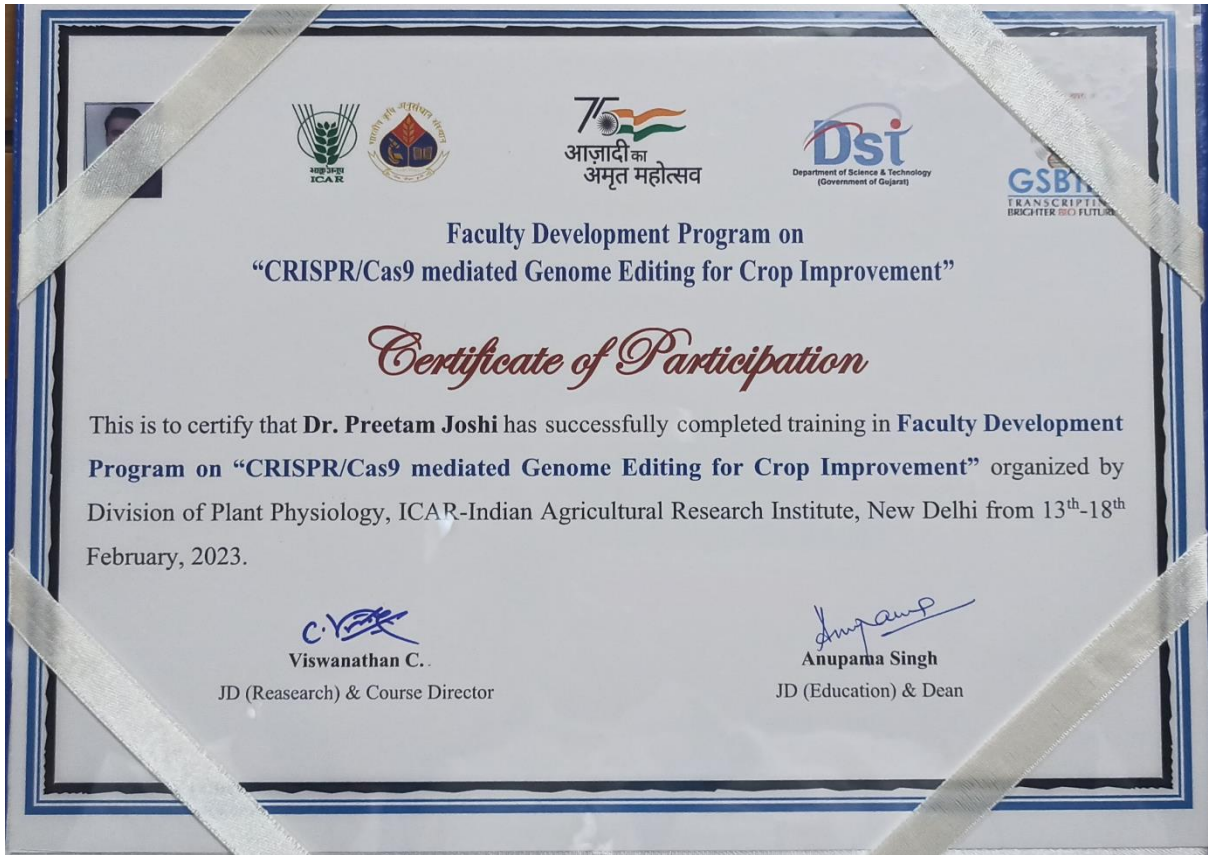 भाकृअनुप
ICAR
भारतीय कृषि अनुसंधान संस्थान
75
आज़ादी का
अमृत महोत्सव
DST
Department of Science & Technology
(Government of Gujarat)
BRIGHTER BIO
Faculty Development Program on
“CRISPR/Cas9 mediated Genome Editing for Crop Improvement”
Certificate of Participation
This is to certify that Dr. Preetam Joshi has successfully completed training in Faculty Development
Program on “CRISPR/Cas9 mediated Genome Editing for Crop Improvement” organized by
Division of Plant Physiology, ICAR-Indian Agricultural Research Institute, New Delhi from 13th-18th
February, 2023.
Viswanathan C.
Anupama Singh
JD (Reasearch) & Course Director
JD (Education) & Dean